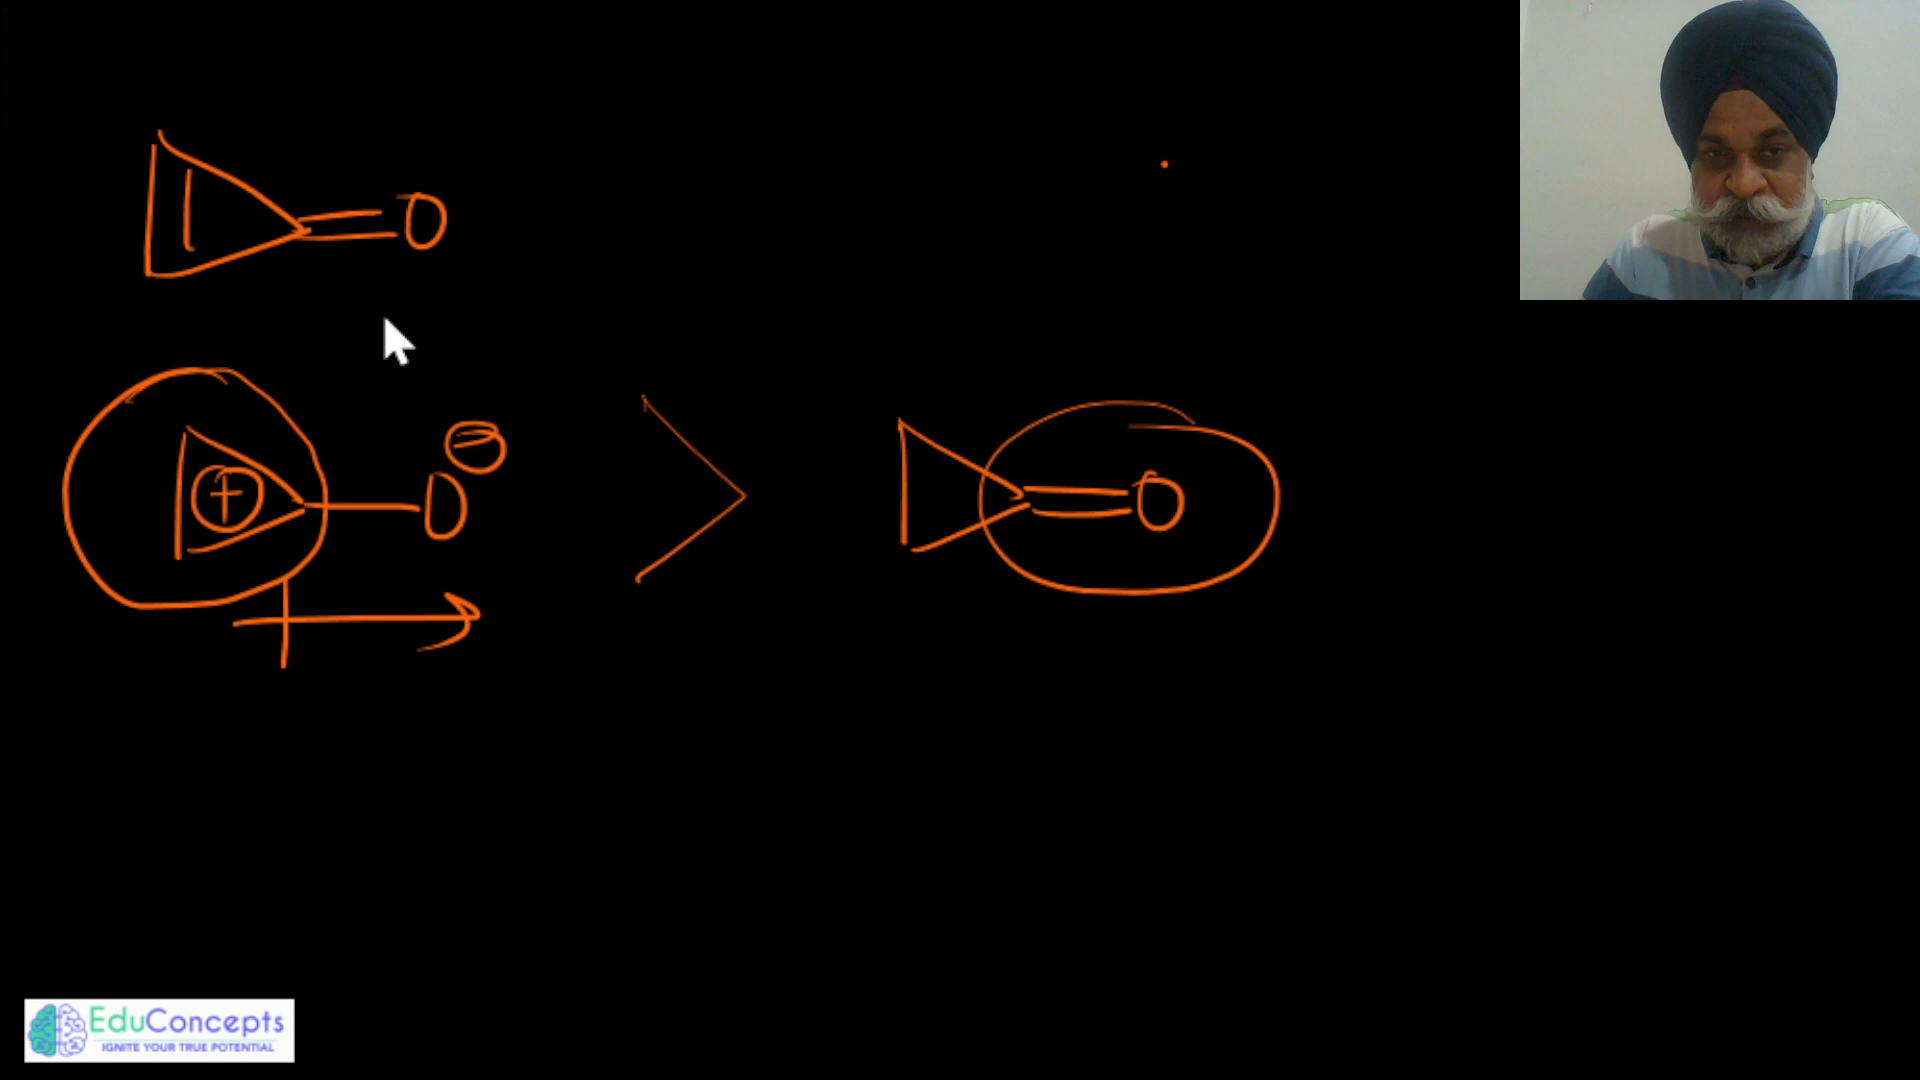 O
⊖
⊕ O > O
EduConcepts
IGNITE YOUR TRUE POTENTIAL